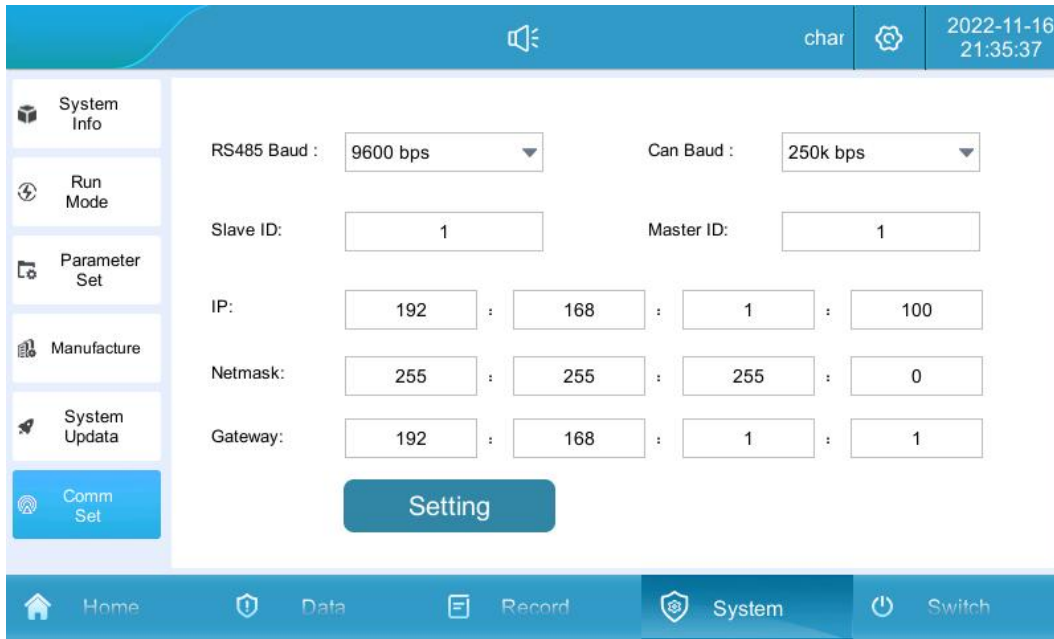 char
2022-11-16
21:35:37
System
Info
Run
Mode
Parameter
Set
Manufacture
System
Updata
Comm
Set
RS485 Baud : 9600 bps Can Baud : 250k bps
Slave ID: 1 Master ID: 1
IP: 192 : 168 : 1 : 100
Netmask: 255 : 255 : 255 : 0
Gateway: 192 : 168 : 1 : 1
Setting
Home Data Record System Switch